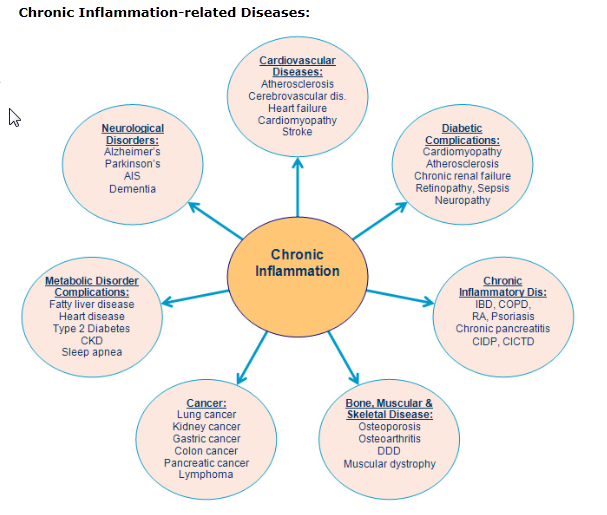 Chronic Inflammation-related Diseases:
Cardiovascular
Diseases:
Atherosclerosis
Cerebrovascular dis.
Heart failure
Cardiomyopathy
Stroke
Neurological
Disorders:
Alzheimer's
Parkinson's
AIS
Dementia
Diabetic
Complications:
Cardiomyopathy
Atherosclerosis
Chronic renal failure
Retinopathy, Sepsis
Neuropathy
Chronic
Inflammation
Metabolic Disorder
Complications:
Fatty liver disease
Heart disease
Type 2 Diabetes
CKD
Sleep apnea
Chronic
Inflammatory Dis:
IBD, COPD,
RA, Psoriasis
Chronic pancreatitis
CIDP, CICTD
Cancer:
Lung cancer
Kidney cancer
Gastric cancer
Colon cancer
Pancreatic cancer
Lymphoma
Bone, Muscular &
Skeletal Disease:
Osteoporosis
Osteoarthritis
DDD
Muscular dystrophy